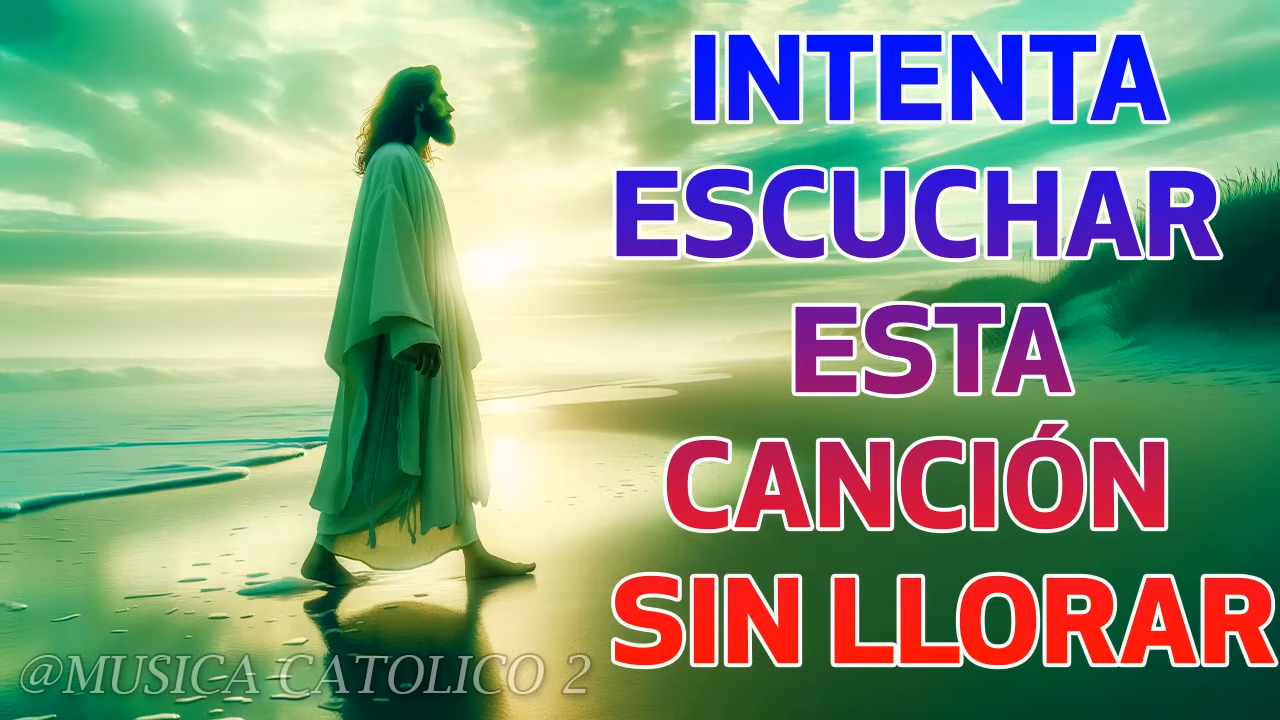 INTENTA
ESCUCHAR
ESTA
CANCIÓN
SIN LLORAR
@MUSICA CATOLICO 2